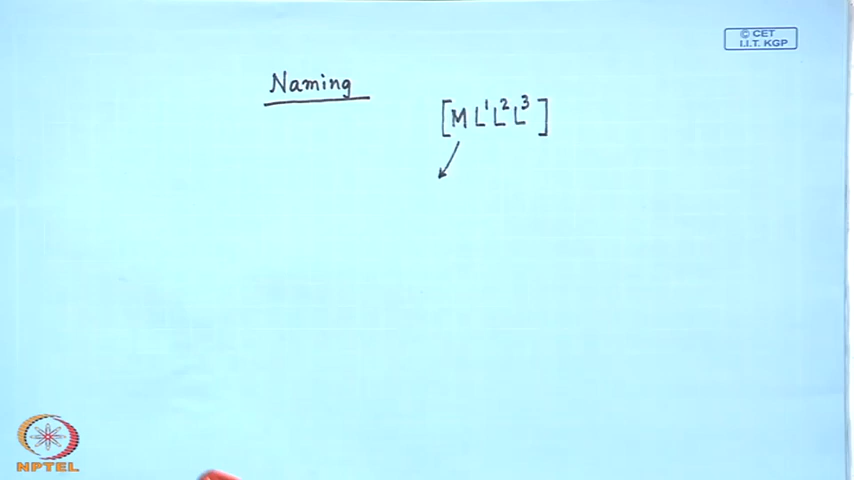 © CET
I.I.T. KGP
Naming
[M L¹ L² L³]
NPTEL